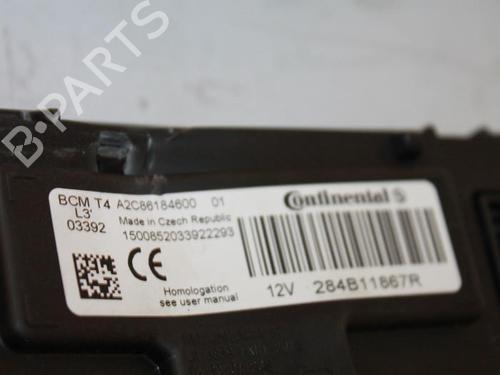 B-PARTS
BCM T4 A2C86184600 01
L3'
03392
Made in Czech Republic
1500852033922293
CE
Homologation
see user manual
Continental
12V 284B11867R